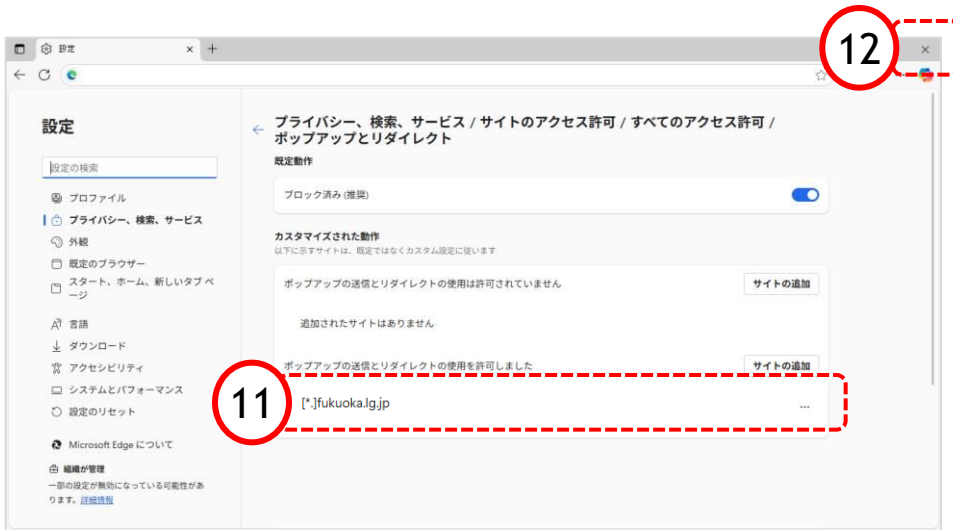 12
設定
設定
設定の検索
プロファイル
プライバシー、検索、サービス
外観
既定のブラウザー
スタート、ホーム、新しいタブ ペ
ージ
言語
ダウンロード
アクセシビリティ
システムとパフォーマンス
設定のリセット
Microsoft Edge について
組織が管理
一部の設定が無効になっている可能性があ
ります。詳細情報
プライバシー、検索、サービス / サイトのアクセス許可 / すべてのアクセス許可 /
ポップアップとリダイレクト
既定動作
ブロック済み (推奨)
カスタマイズされた動作
以下に示すサイトは、既定ではなくカスタム設定に従います
ポップアップの送信とリダイレクトの使用は許可されていません
サイトの追加
追加されたサイトはありません
ポップアップの送信とリダイレクトの使用を許可しました
サイトの追加
11
[*.]fukuoka.lg.jp
...